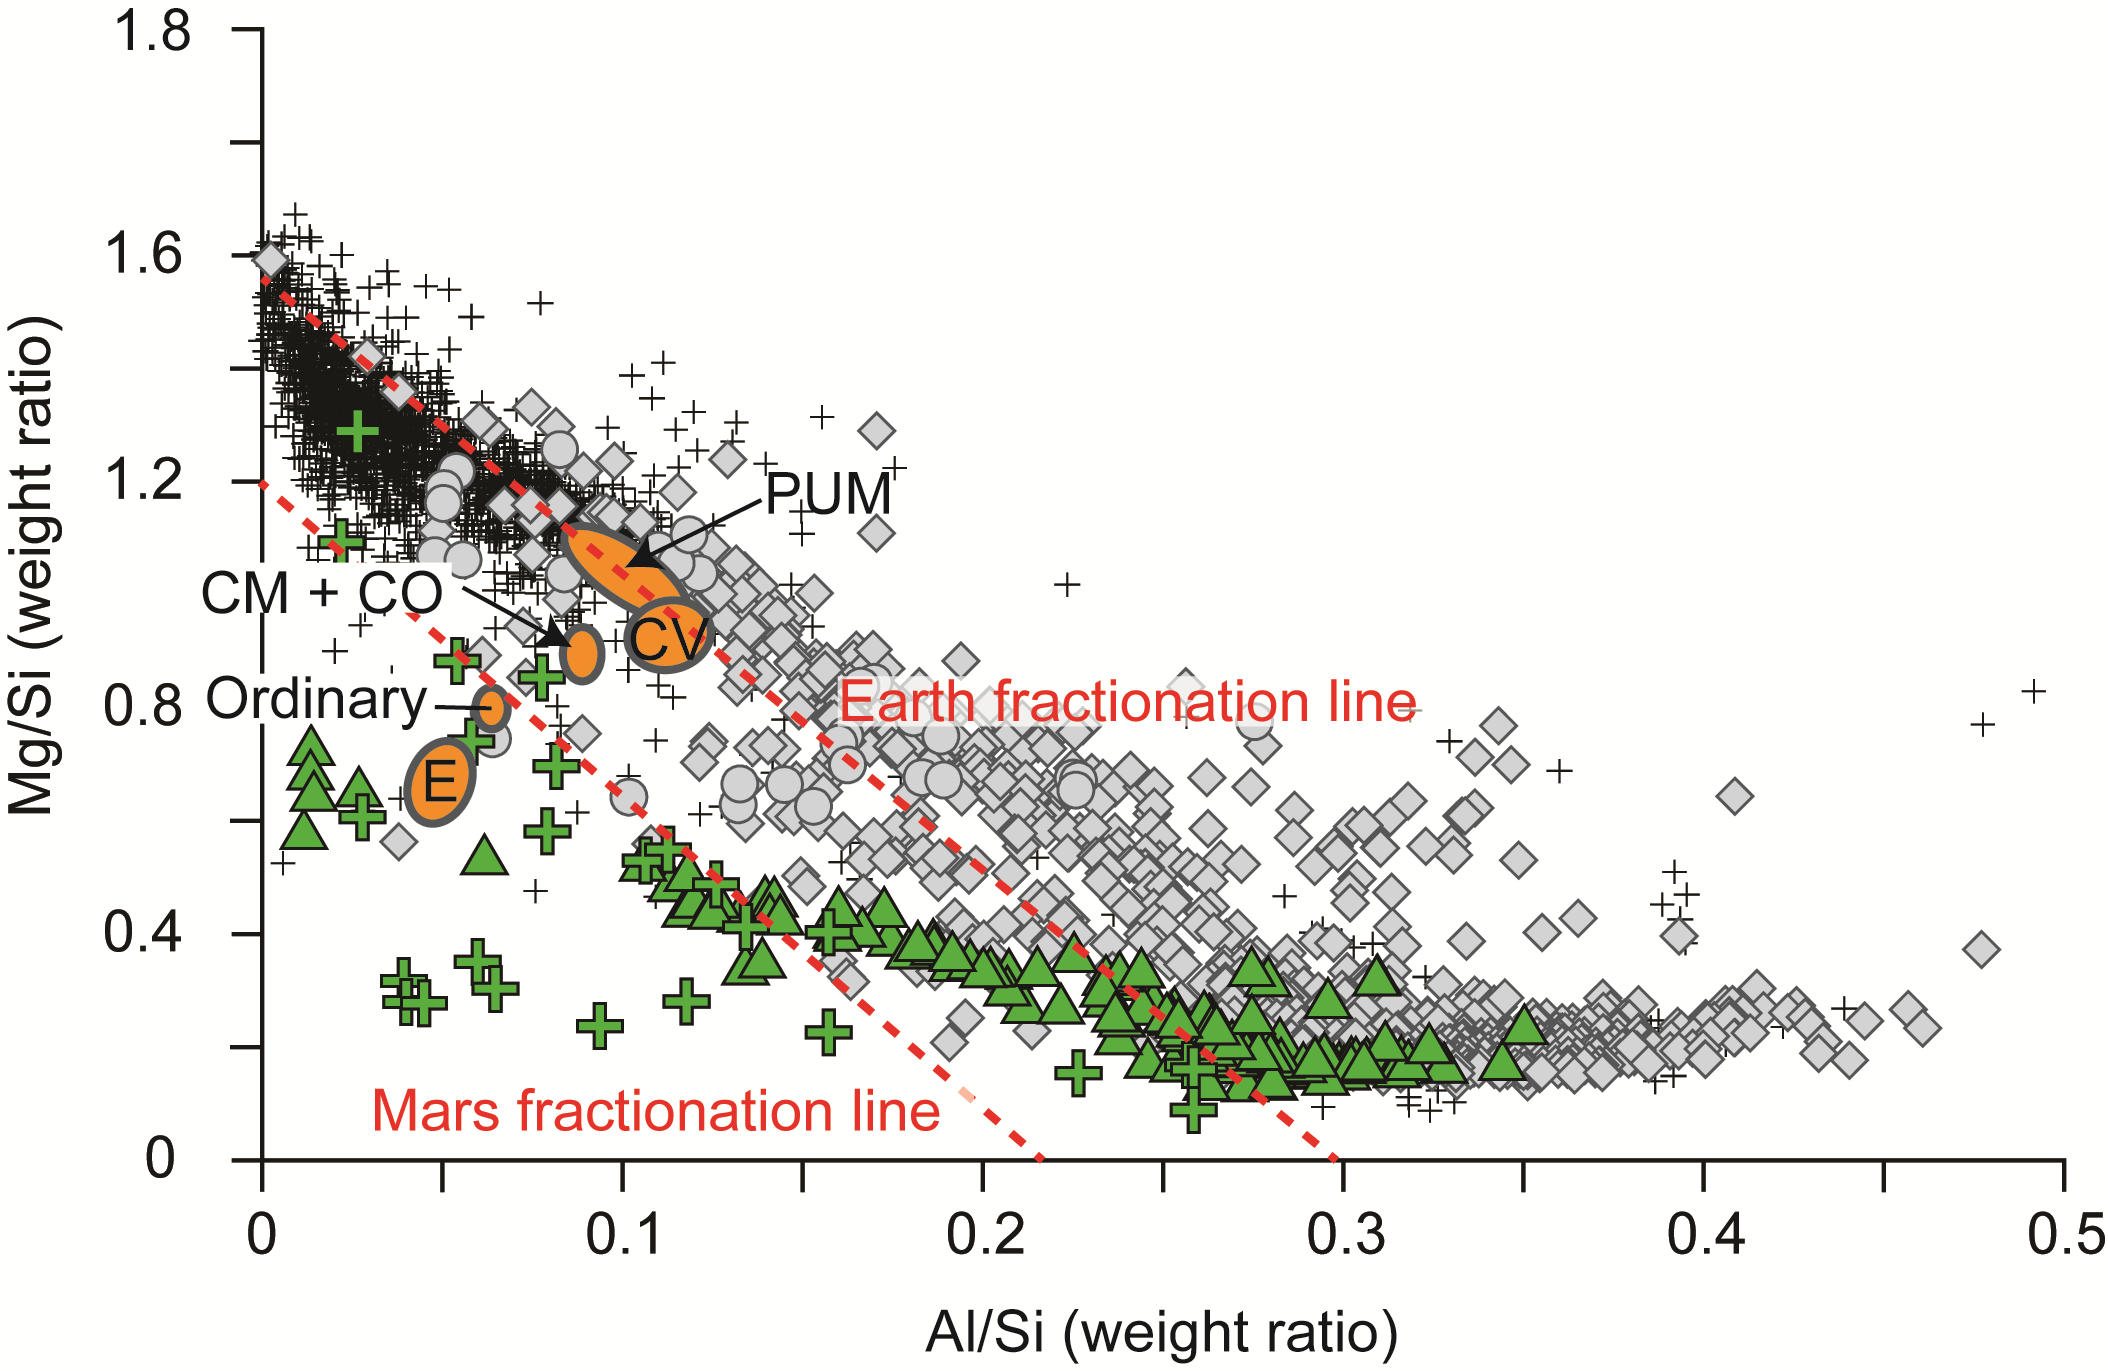 1.8
1.6
1.2
0.8
0.4
0
Mg/Si (weight ratio)
PUM
CM + CO
CV
Ordinary
Earth fractionation line
E
Mars fractionation line
0
0.1
0.2
0.3
0.4
0.5
Al/Si (weight ratio)